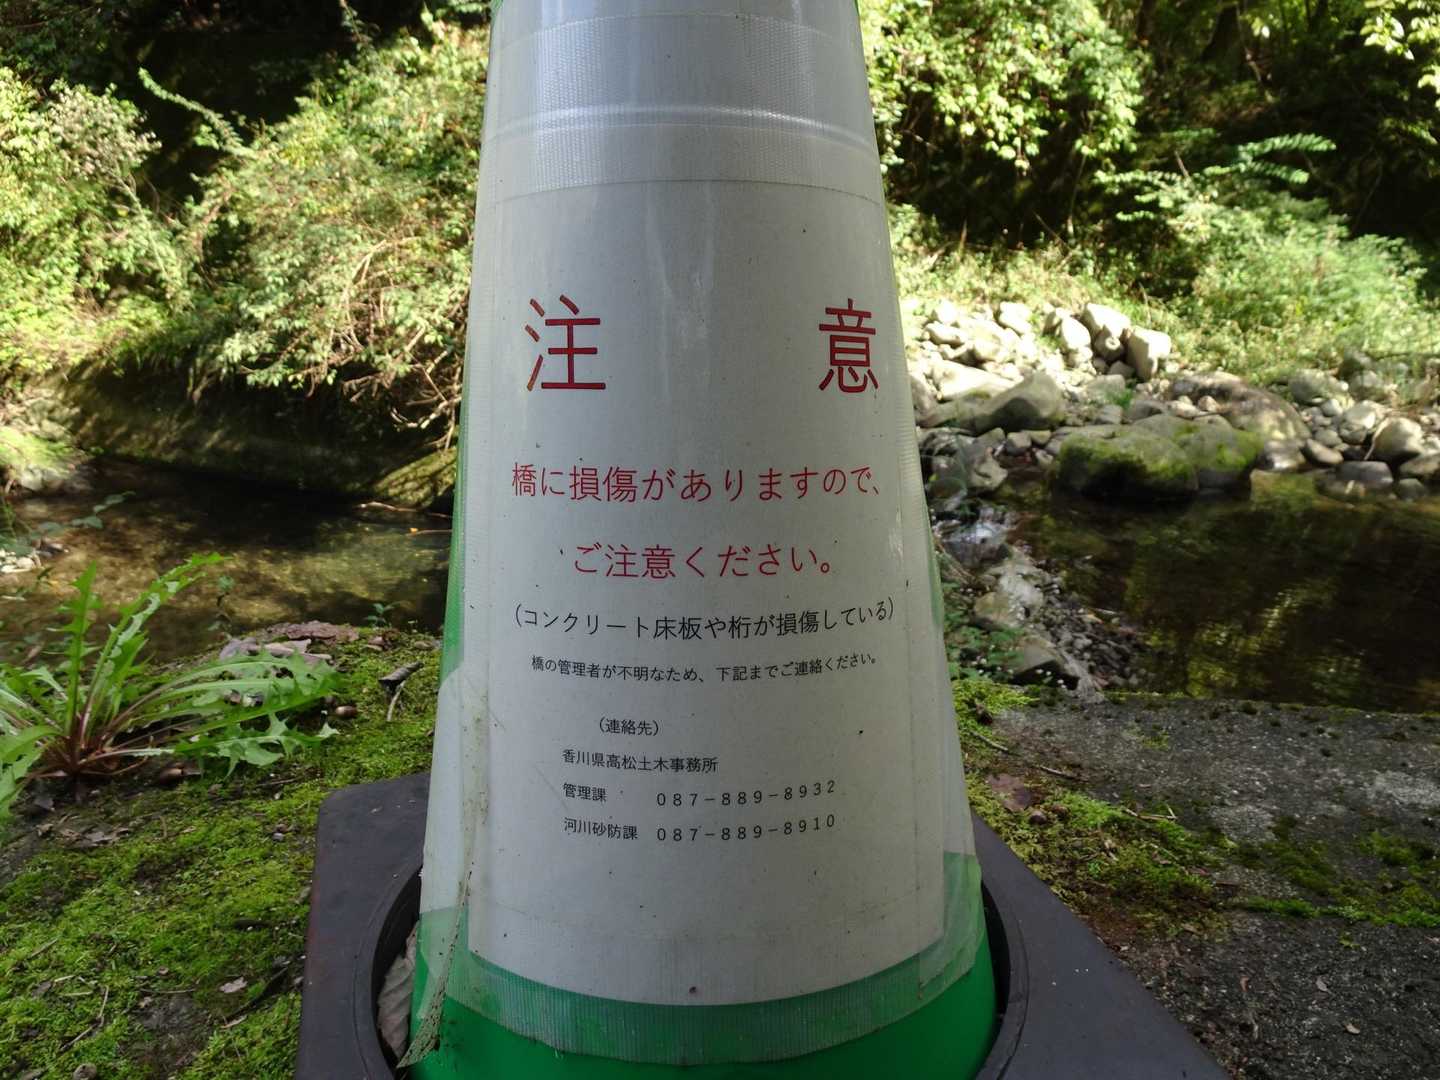 注意
橋に損傷がありますので、
ご注意ください。
(コンクリート床板や桁が損傷している)
橋の管理者が不明なため、下記までご連絡ください。
(連絡先)
香川県高松土木事務所
管理課 087-889-8932
河川砂防課 087-889-8910